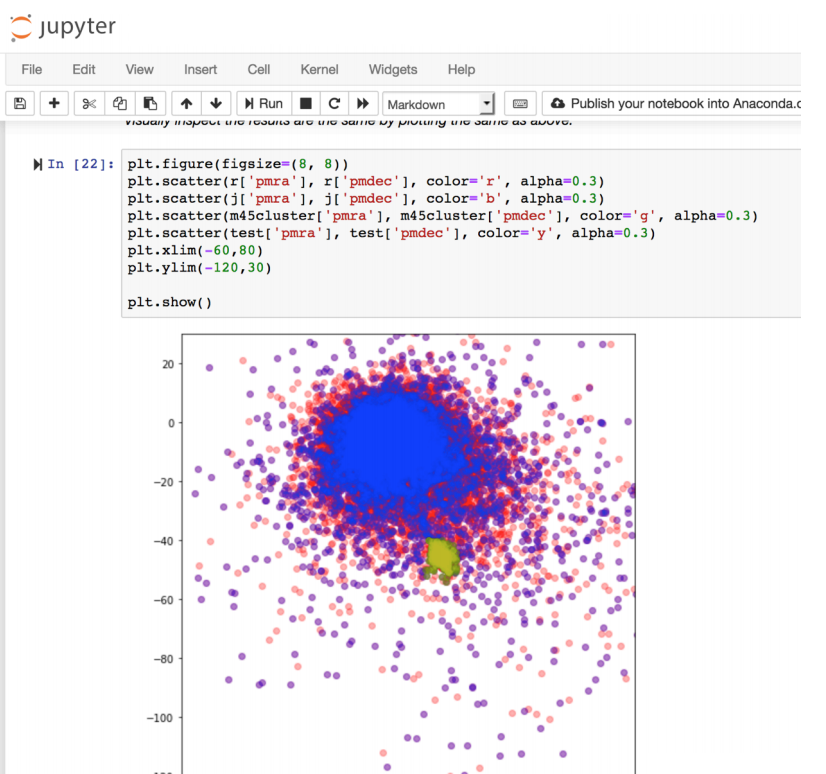 jupyter
File Edit View Insert Cell Kernel Widgets Help
Run Markdown Publish your notebook into Anaconda.c
visually inspect the results are the same by plotting the same as above.
In [22]: plt.figure(figsize=(8, 8))
plt.scatter(r['pmra'], r['pmdec'], color='r', alpha=0.3)
plt.scatter(j['pmra'], j['pmdec'], color='b', alpha=0.3)
plt.scatter(m45cluster['pmra'], m45cluster['pmdec'], color='g', alpha=0.3)
plt.scatter(test['pmra'], test['pmdec'], color='y', alpha=0.3)
plt.xlim(-60,80)
plt.ylim(-120,30)
plt.show()
20
0
−20
−40
−60
−80
−100